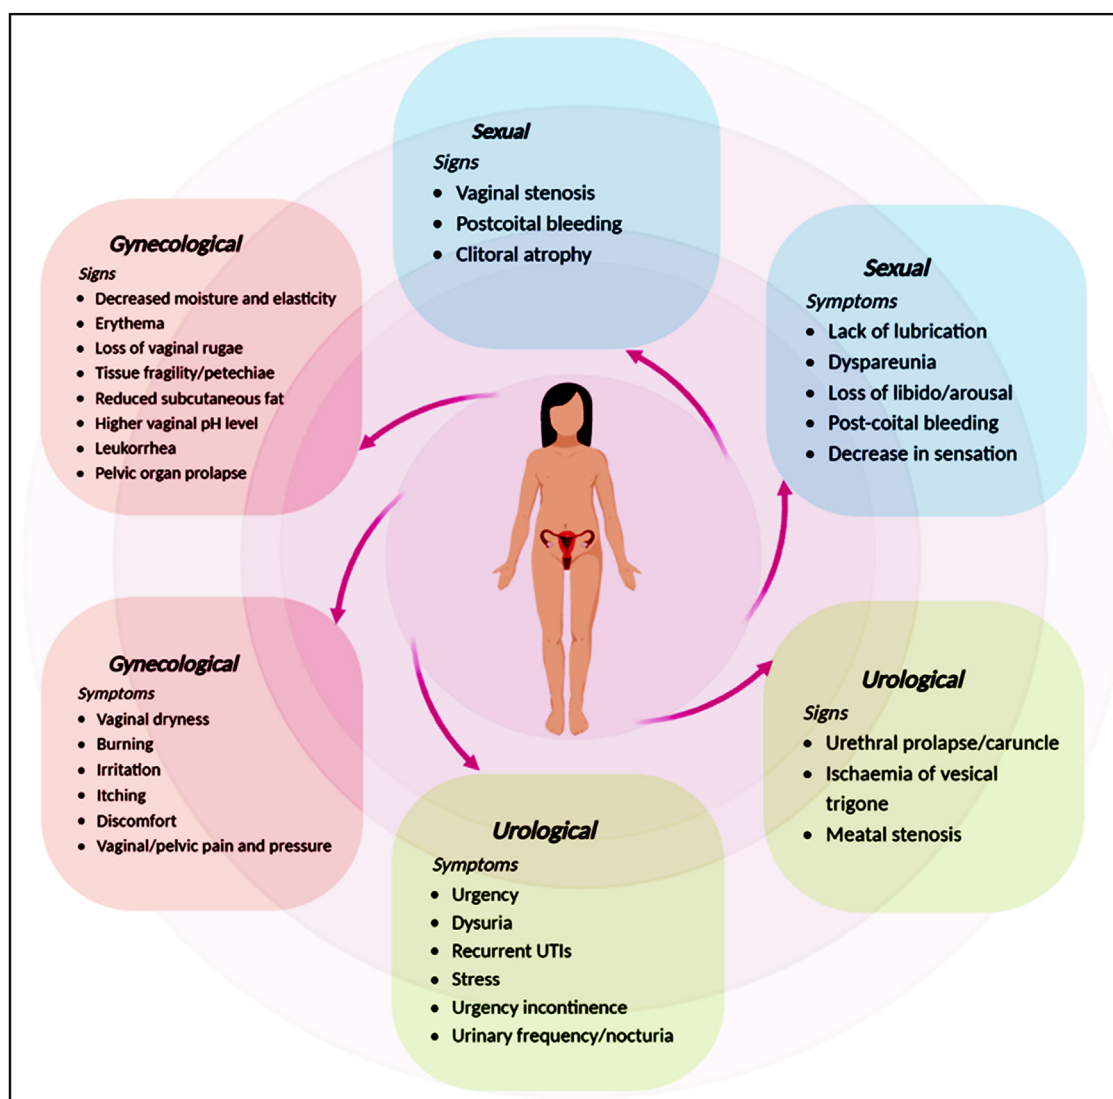 Sexual
Signs
• Vaginal stenosis
• Postcoital bleeding
• Clitoral atrophy
Gynecological
Signs
• Decreased moisture and elasticity
• Erythema
• Loss of vaginal rugae
• Tissue fragility/petechiae
• Reduced subcutaneous fat
• Higher vaginal pH level
• Leukorrhea
• Pelvic organ prolapse
Sexual
Symptoms
• Lack of lubrication
• Dyspareunia
• Loss of libido/arousal
• Post-coital bleeding
• Decrease in sensation
Gynecological
Symptoms
• Vaginal dryness
• Burning
• Irritation
• Itching
• Discomfort
• Vaginal/pelvic pain and pressure
Urological
Signs
• Urethral prolapse/caruncle
• Ischaemia of vesical
trigone
• Meatal stenosis
Urological
Symptoms
• Urgency
• Dysuria
• Recurrent UTIs
• Stress
• Urgency incontinence
• Urinary frequency/nocturia